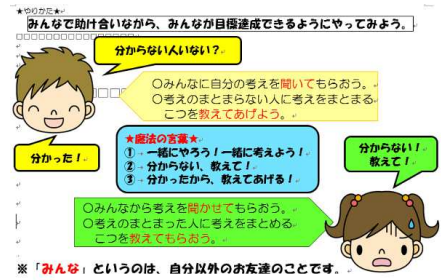 ★やりかた★
みんなで助け合いながら、みんなが目標達成できるようにやってみよう。
分からない人いない？
〇みんなに自分の考えを聞いてもらおう。
〇考えのまとまらない人に考えをまとまる
こつを教えてあげよう。
分かった！
★魔法の言葉★
①→一緒にやろう！一緒に考えよう！
②→分からない、教えて！
③→分かったから、教えてあげる！
分からない！
教えて！
〇みんなから考えを聞かせてもらおう。
〇考えのまとまった人に考えをまとめる
こつを教えてもらおう。
※「みんな」というのは、自分以外のお友達のことです。